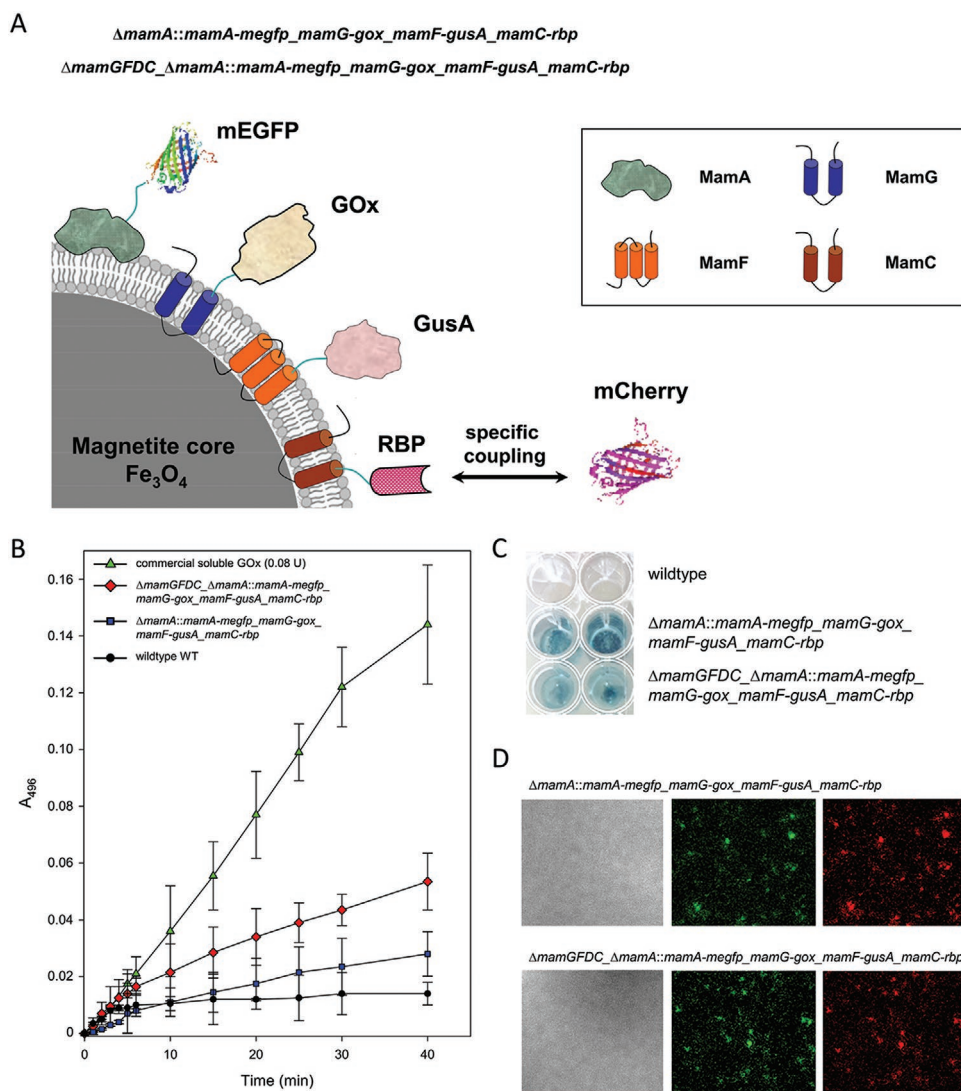 A
ΔmamA::mamA-megfp_mamG-gox_mamF-gusA_mamC-rbp
ΔmamGFDC_ΔmamA::mamA-megfp_mamG-gox_mamF-gusA_mamC-rbp
mEGFP
GOx
GusA
mCherry
RBP
specific
coupling
Magnetite core
Fe₃O₄
MamA
MamG
MamF
MamC
B
commercial soluble GOx (0.08 U)
ΔmamGFDC_ΔmamA::mamA-megfp_
mamG-gox_mamF-gusA_mamC-rbp
ΔmamA::mamA-megfp_mamG-gox_
mamF-gusA_mamC-rbp
wildtype WT
0.16
0.14
0.12
0.10
0.08
0.06
0.04
0.02
0
A₄₉₆
0
10
20
30
40
Time (min)
C
wildtype
ΔmamA::mamA-megfp_mamG-gox_
mamF-gusA_mamC-rbp
ΔmamGFDC_ΔmamA::mamA-megfp_
mamG-gox_mamF-gusA_mamC-rbp
D
ΔmamA::mamA-megfp_mamG-gox_mamF-gusA_mamC-rbp
ΔmamGFDC_ΔmamA::mamA-megfp_mamG-gox_mamF-gusA_mamC-rbp